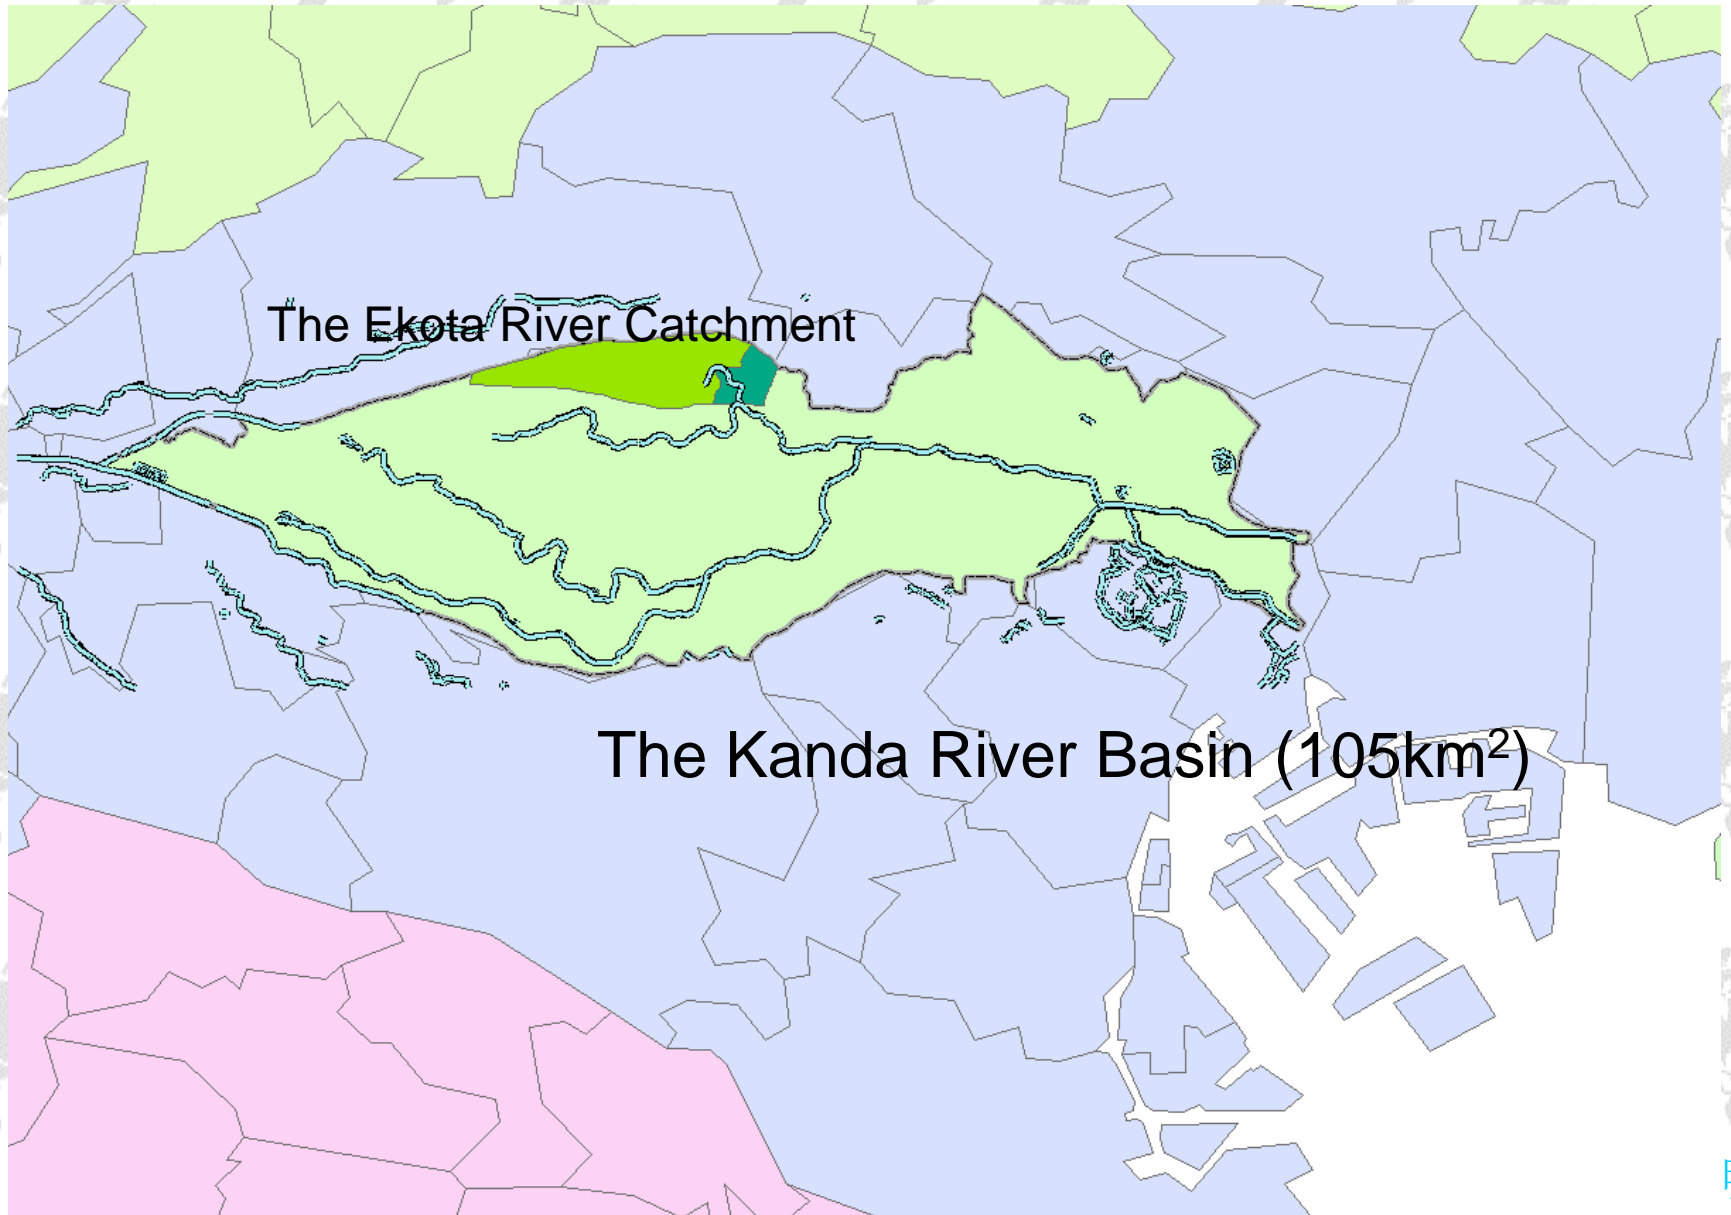 The Ekota River Catchment
The Kanda River Basin (105km²)